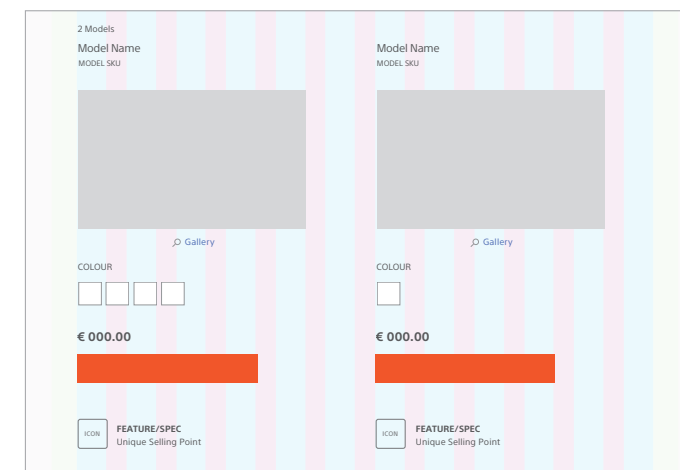 2 Models
Model Name
MODEL SKU
Gallery
COLOUR
€ 000.00
ICON
FEATURE/SPEC
Unique Selling Point
Model Name
MODEL SKU
Gallery
COLOUR
€ 000.00
ICON
FEATURE/SPEC
Unique Selling Point